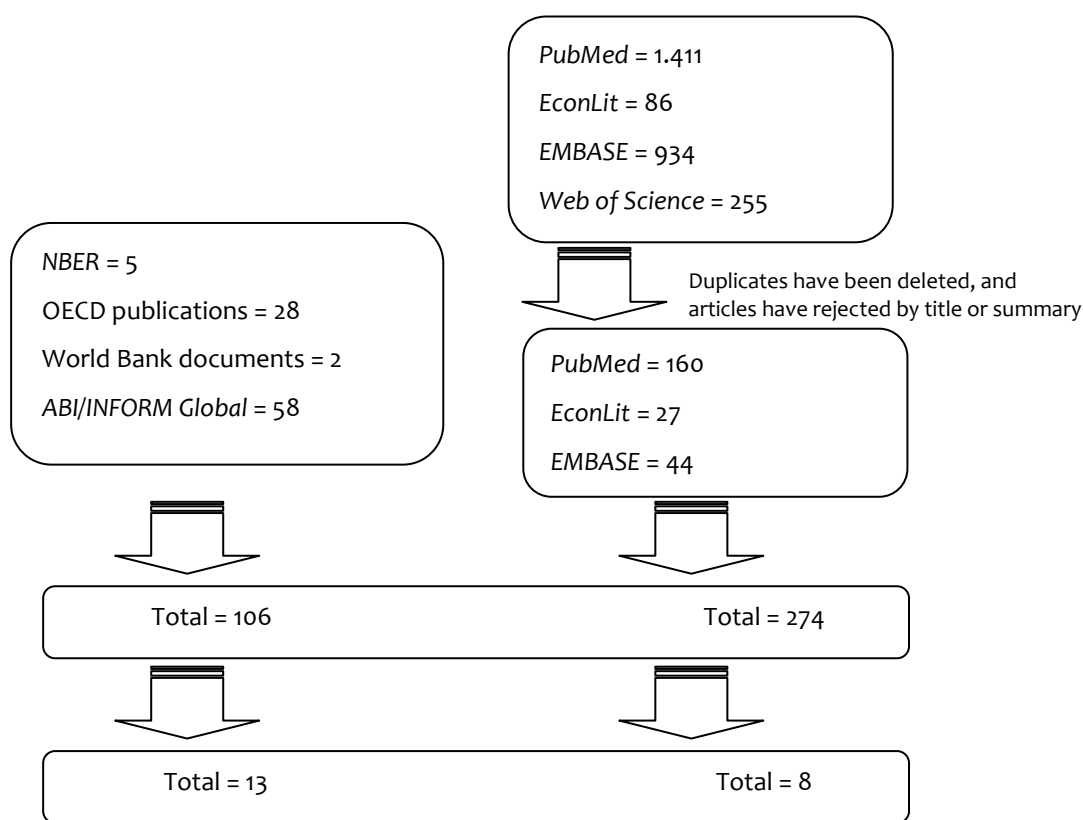 PubMed = 1.411
EconLit = 86
EMBASE = 934
Web of Science = 255
NBER = 5
OECD publications = 28
World Bank documents = 2
ABI/INFORM Global = 58
Duplicates have been deleted, and
articles have rejected by title or summary
PubMed = 160
EconLit = 27
EMBASE = 44
Total = 106
Total = 274
Total = 13
Total = 8